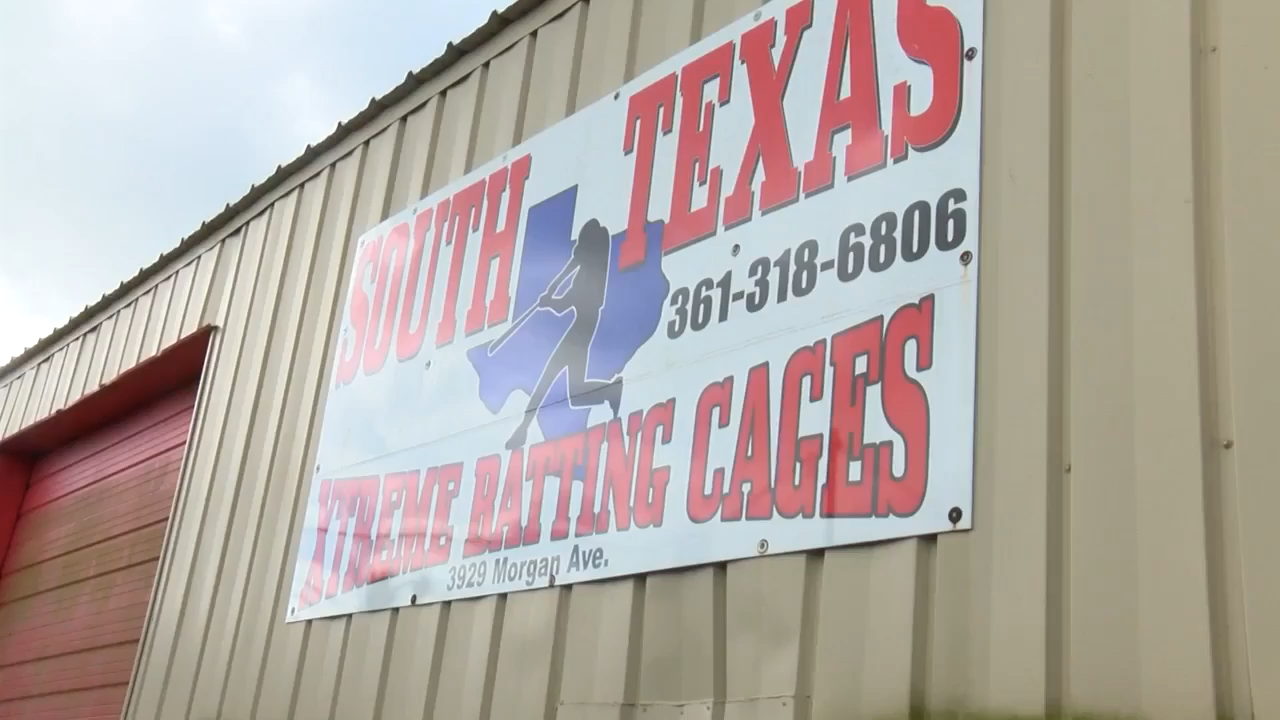 SOUTH TEXAS
361-318-6806
XTREME BATTING CAGES
3929 Morgan Ave.